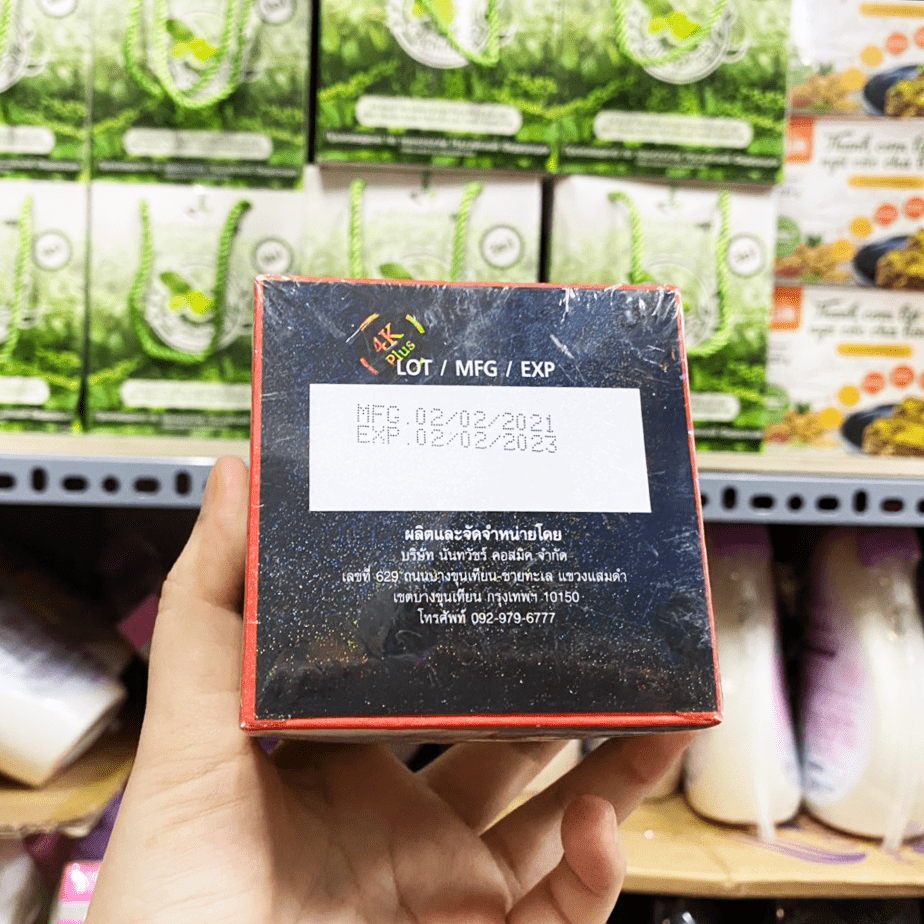 4K
Plus
LOT / MFG / EXP
MFG.02/02/2021
EXP.02/02/2023
ผลิตและจัดจำหน่ายโดย
บริษัท นันทวัชร์ คอสมิค จำกัด
เลขที่ 629 ถนนบางขุนเทียน-ชายทะเล แขวงแสมดำ
เขตบางขุนเทียน กรุงเทพฯ 10150
โทรศัพท์ 092-979-6777